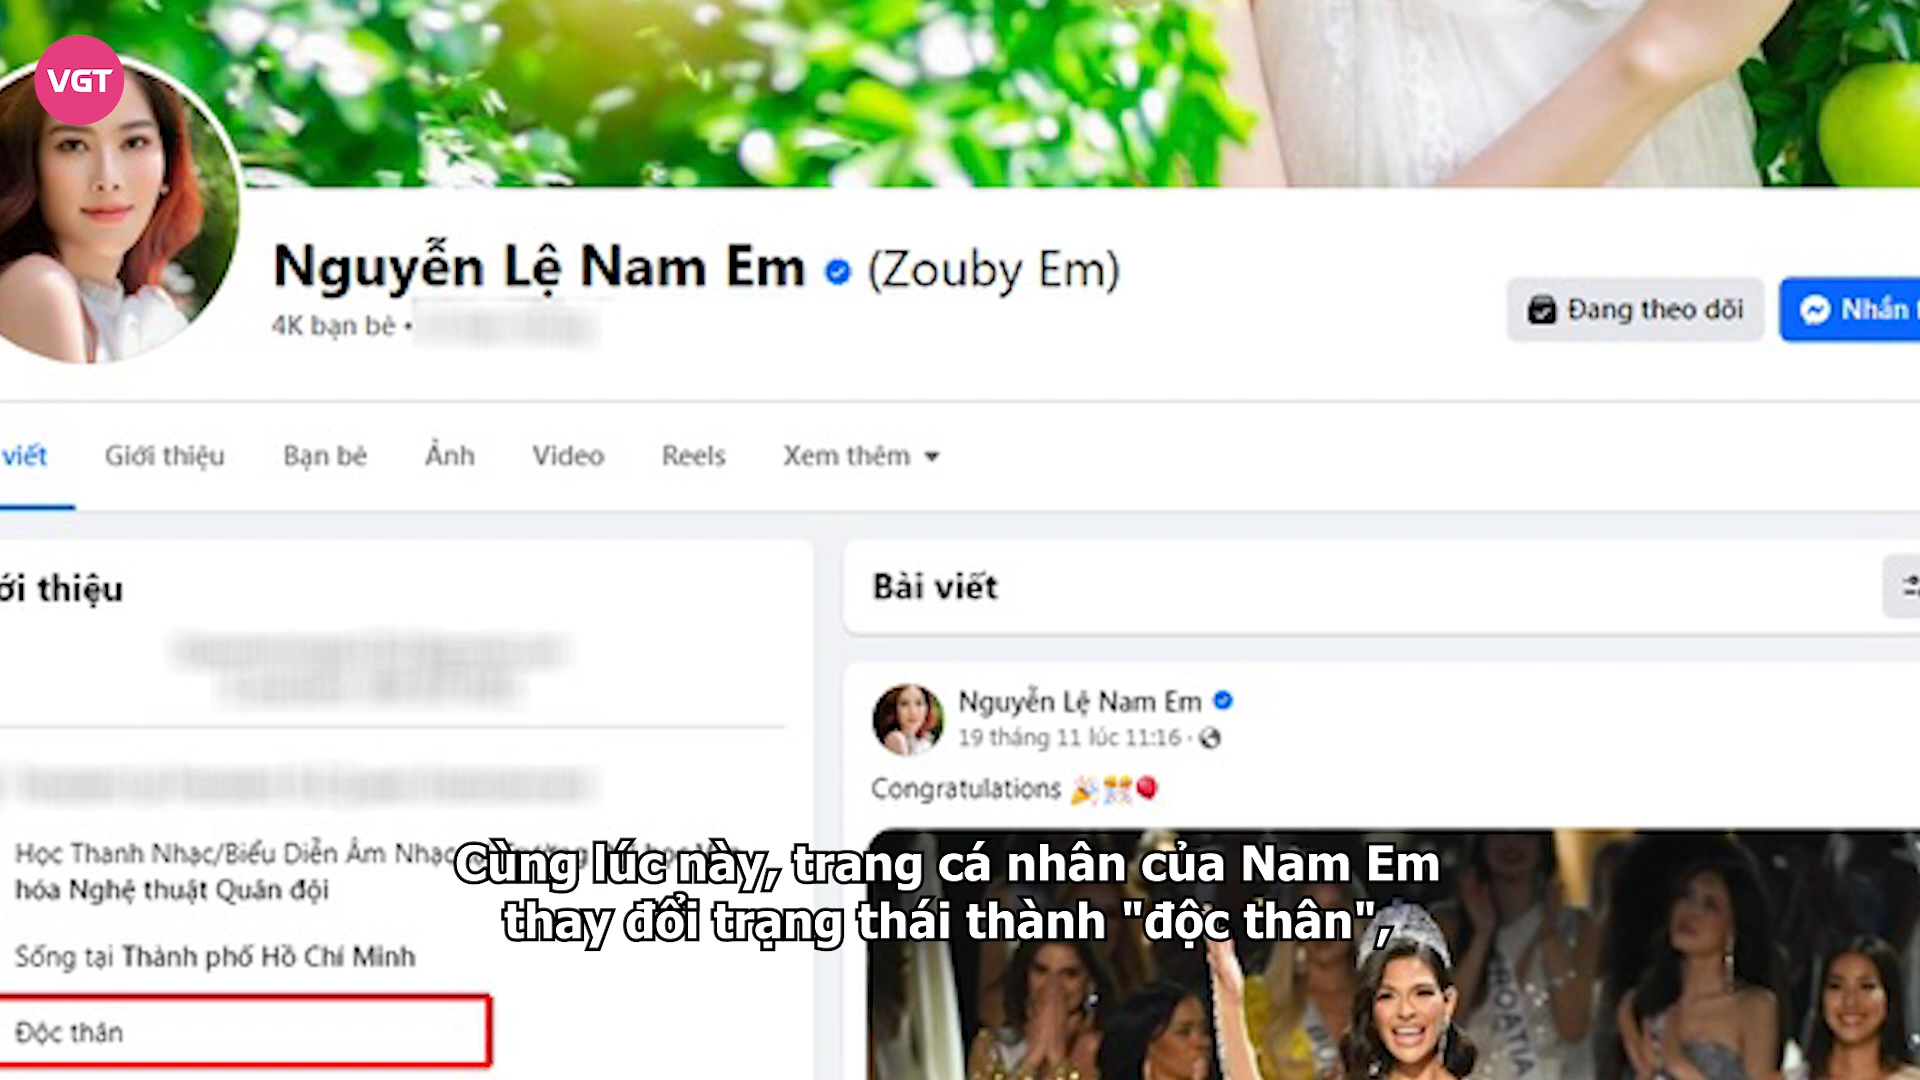 VGT
Nguyễn Lệ Nam Em (Zouby Em)
4K bạn bè •
Đang theo dõi
Nhắn
viết
Giới thiệu
Bạn bè
Ảnh
Video
Reels
Xem thêm
ới thiệu
Bài viết
Nguyễn Lệ Nam Em
19 tháng 11 lúc 11:16 ·
Congratulations
Học Thanh Nhạc/Biểu Diễn Âm Nhạc
hóa Nghệ thuật Quân đội
Sống tại Thành phố Hồ Chí Minh
Độc thân
Cùng lúc này, trang cá nhân của Nam Em
thay đổi trạng thái thành "độc thân",
CROATIA